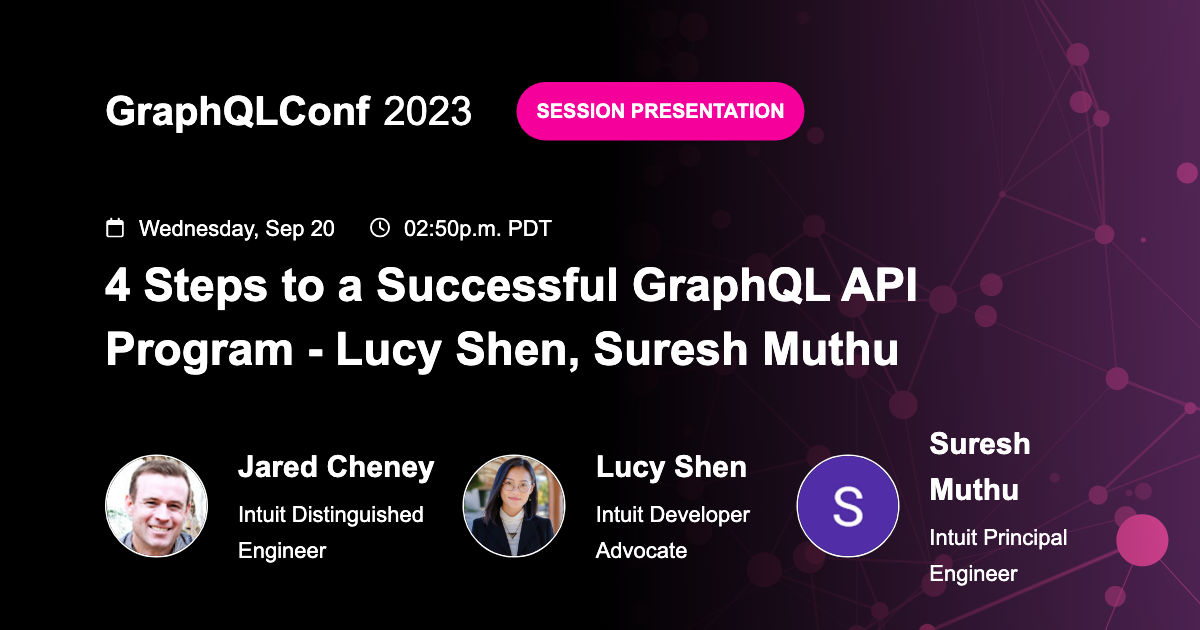 GraphQLConf 2023
SESSION PRESENTATION
Wednesday, Sep 20
02:50p.m. PDT
4 Steps to a Successful GraphQL API
Program - Lucy Shen, Suresh Muthu
Jared Cheney
Intuit Distinguished
Engineer
Lucy Shen
Intuit Developer
Advocate
S
Suresh
Muthu
Intuit Principal
Engineer